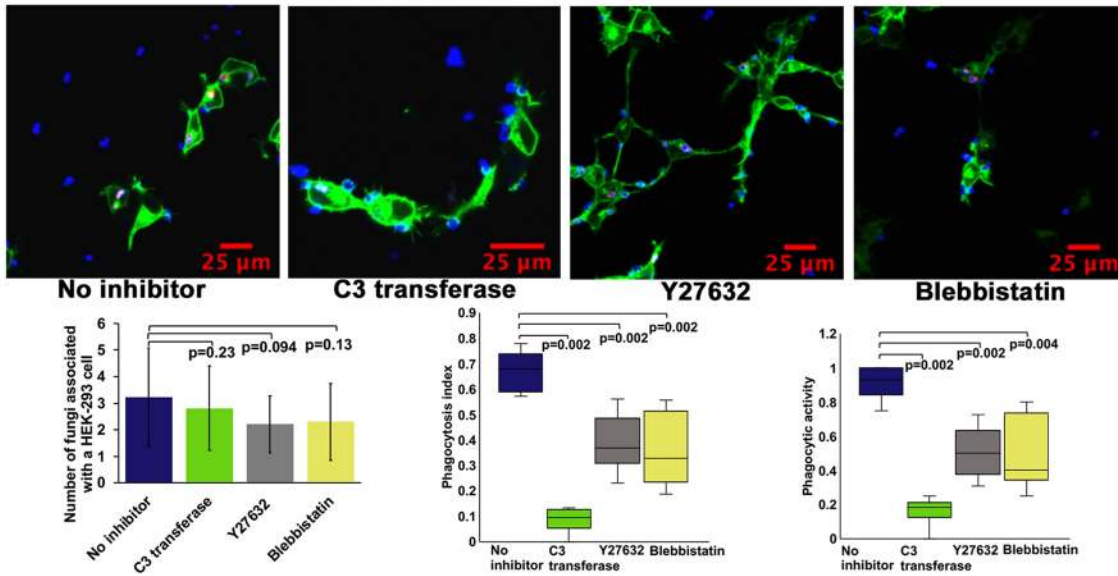 25 µm
25 µm
25 µm
25 µm
No inhibitor
C3 transferase
Y27632
Blebbistatin
Number of fungi associated
with a HEK-293 cell
6
5
4
3
2
1
0
p=0.23
p=0.094
p=0.13
No inhibitor
C3 transferase
Y27632
Blebbistatin
Phagocytosis index
0.9
0.8
0.7
0.6
0.5
0.4
0.3
0.2
0.1
0
p=0.002
p=0.002
p=0.002
No
inhibitor
C3
transferase
Y27632
Blebbistatin
Phagocytic activity
1.2
1
0.8
0.6
0.4
0.2
0
p=0.002
p=0.002
p=0.004
No
inhibitor
C3
transferase
Y27632
Blebbistatin